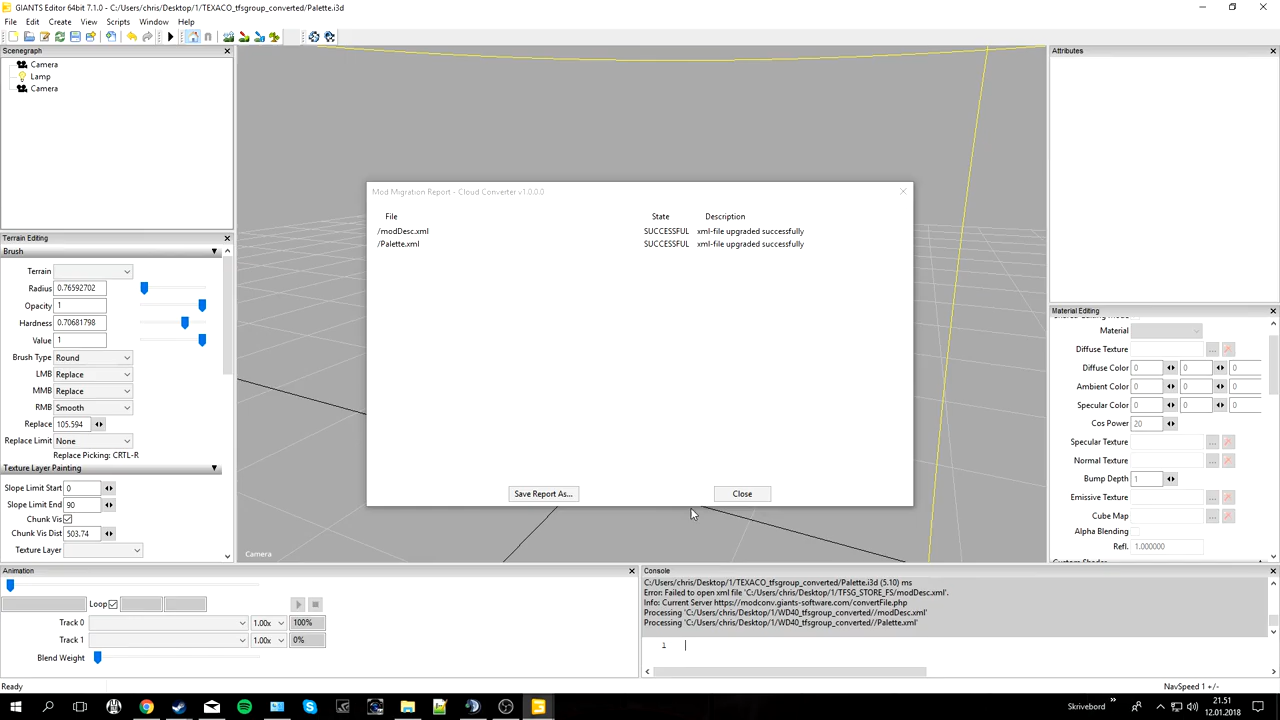 GIANTS Editor 64bit 7.1.0 - C:/Users/chris/Desktop/1/TEXACO_tfsgroup_converted/Palette.i3d
File Edit Create View Scripts Window Help
Scenegraph
Camera
Lamp
Camera
Attributes
Mod Migration Report - Cloud Converter v1.0.0.0
File State Description
/modDesc.xml SUCCESSFUL xml-file upgraded successfully
/Palette.xml SUCCESSFUL xml-file upgraded successfully
Save Report As... Close
Terrain Editing
Brush
Terrain
Radius 0.76592702
Opacity 1
Hardness 0.70681798
Value 1
Brush Type Round
LMB Replace
MMB Replace
RMB Smooth
Replace 105.594
Replace Limit None
Replace Picking: CRTL-R
Texture Layer Painting
Slope Limit Start 0
Slope Limit End 90
Chunk Vis
Chunk Vis Dist 503.74
Texture Layer
Camera
Material Editing
Material
Diffuse Texture ...
Diffuse Color 0 0 0
Ambient Color 0 0 0
Specular Color 0 0 0
Cos Power 20
Specular Texture ...
Normal Texture ...
Bump Depth 1
Emissive Texture ...
Cube Map ...
Alpha Blending
Refl. 1.000000
Animation
Loop
Track 0 1.00x 100%
Track 1 1.00x 0%
Blend Weight
Console
C:/Users/chris/Desktop/1/TEXACO_tfsgroup_converted/Palette.i3d (5.10) ms
Error: Failed to open xml file 'C:/Users/chris/Desktop/1/TFSG_STORE_FS/modDesc.xml'.
Info: Current Server https://modconv.giants-software.com/convertFile.php
Processing 'C:/Users/chris/Desktop/1/WD40_tfsgroup_converted//modDesc.xml'
Processing 'C:/Users/chris/Desktop/1/WD40_tfsgroup_converted//Palette.xml'
1
Ready
NavSpeed 1 +/-
Skrivebord
21.51
12.01.2018